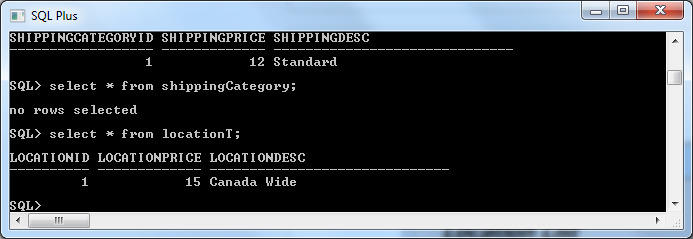 SQL Plus
SHIPPINGCATEGORYID SHIPPINGPRICE SHIPPINGDESC
------------------ ------------- ------------------------------
1 12 Standard
SQL> select * from shippingCategory;
no rows selected
SQL> select * from locationT;
LOCATIONID LOCATIONPRICE LOCATIONDESC
---------- ------------- ------------------------------
1 15 Canada Wide
SQL>